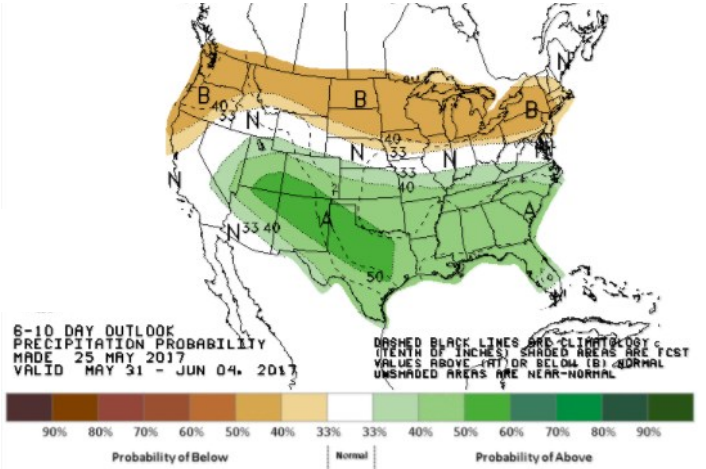 N
B
B
B
40
33
N
40
33
N
N
N
33
40
N
A
A
N
33 40
50
6-10 DAY OUTLOOK
PRECIPITATION PROBABILITY
MADE 25 MAY 2017
VALID MAY 31 - JUN 04, 2017
DASHED BLACK LINES ARE CLIMATOLOGY
(TENTH OF INCHES) SHADED AREAS ARE FCST
VALUES ABOVE (A) OR BELOW (B) NORMAL
UNSHADED AREAS ARE NEAR-NORMAL
90% 80% 70% 60% 50% 40% 33% 33% 40% 50% 60% 70% 80% 90%
Probability of Below Normal Probability of Above